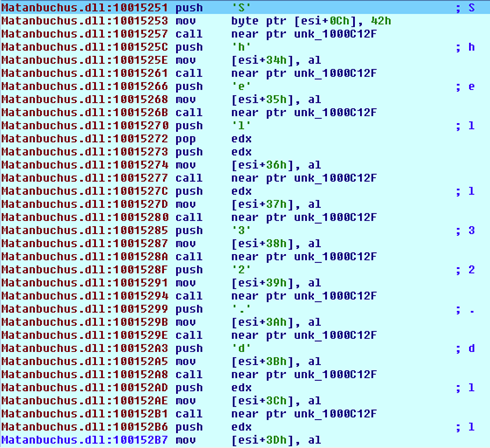 Matanbuchus.dll:10015251 push 'S' ; S
Matanbuchus.dll:10015253 mov byte ptr [esi+0Ch], 42h
Matanbuchus.dll:10015257 call near ptr unk_1000C12F
Matanbuchus.dll:1001525C push 'h' ; h
Matanbuchus.dll:1001525E mov [esi+34h], al
Matanbuchus.dll:10015261 call near ptr unk_1000C12F
Matanbuchus.dll:10015266 push 'e' ; e
Matanbuchus.dll:10015268 mov [esi+35h], al
Matanbuchus.dll:1001526B call near ptr unk_1000C12F
Matanbuchus.dll:10015270 push 'l' ; l
Matanbuchus.dll:10015272 pop edx
Matanbuchus.dll:10015273 push edx
Matanbuchus.dll:10015274 mov [esi+36h], al
Matanbuchus.dll:10015277 call near ptr unk_1000C12F
Matanbuchus.dll:1001527C push edx ; l
Matanbuchus.dll:1001527D mov [esi+37h], al
Matanbuchus.dll:10015280 call near ptr unk_1000C12F
Matanbuchus.dll:10015285 push '3' ; 3
Matanbuchus.dll:10015287 mov [esi+38h], al
Matanbuchus.dll:1001528A call near ptr unk_1000C12F
Matanbuchus.dll:1001528F push '2' ; 2
Matanbuchus.dll:10015291 mov [esi+39h], al
Matanbuchus.dll:10015294 call near ptr unk_1000C12F
Matanbuchus.dll:10015299 push '.' ; .
Matanbuchus.dll:1001529B mov [esi+3Ah], al
Matanbuchus.dll:1001529E call near ptr unk_1000C12F
Matanbuchus.dll:100152A3 push 'd' ; d
Matanbuchus.dll:100152A5 mov [esi+3Bh], al
Matanbuchus.dll:100152A8 call near ptr unk_1000C12F
Matanbuchus.dll:100152AD push edx ; l
Matanbuchus.dll:100152AE mov [esi+3Ch], al
Matanbuchus.dll:100152B1 call near ptr unk_1000C12F
Matanbuchus.dll:100152B6 push edx ; l
Matanbuchus.dll:100152B7 mov [esi+3Dh], al